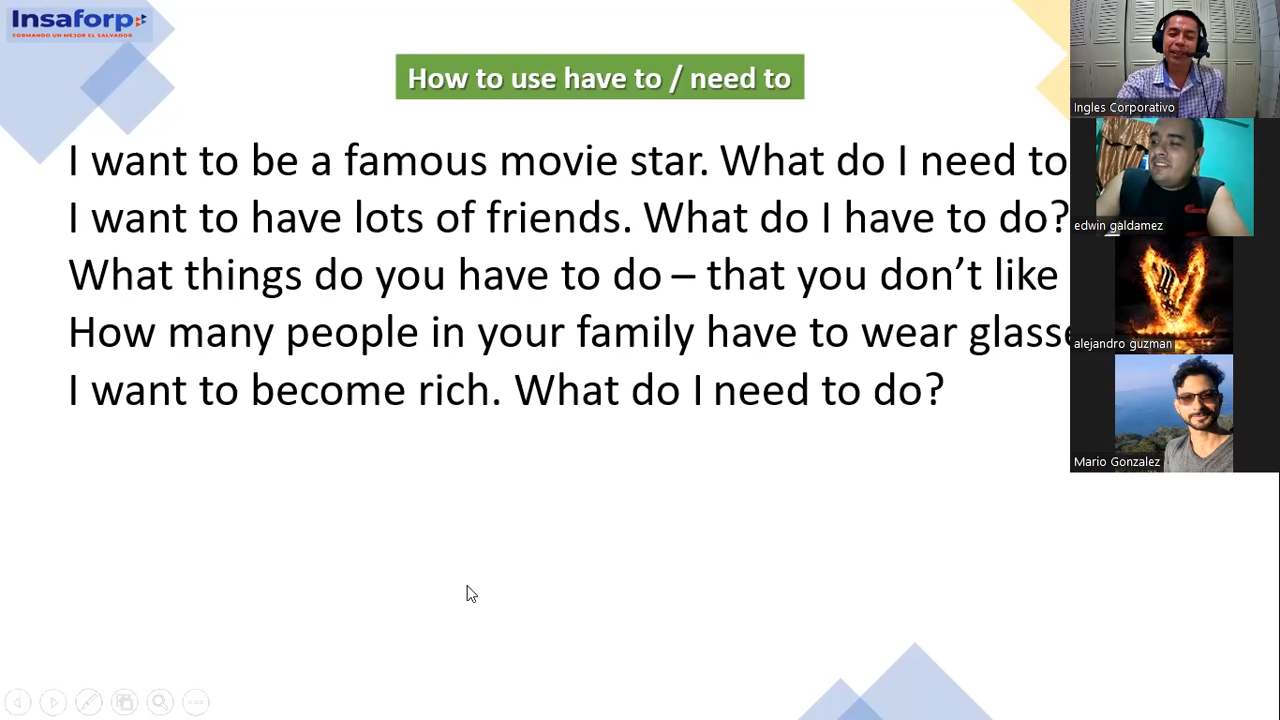 Insaforp
FORMANDO UN MEJOR EL SALVADOR
How to use have to / need to
I want to be a famous movie star. What do I need to
I want to have lots of friends. What do I have to do?
What things do you have to do – that you don’t like
How many people in your family have to wear glasse
I want to become rich. What do I need to do?
Ingles Corporativo
edwin galdamez
alejandro guzman
Mario Gonzalez